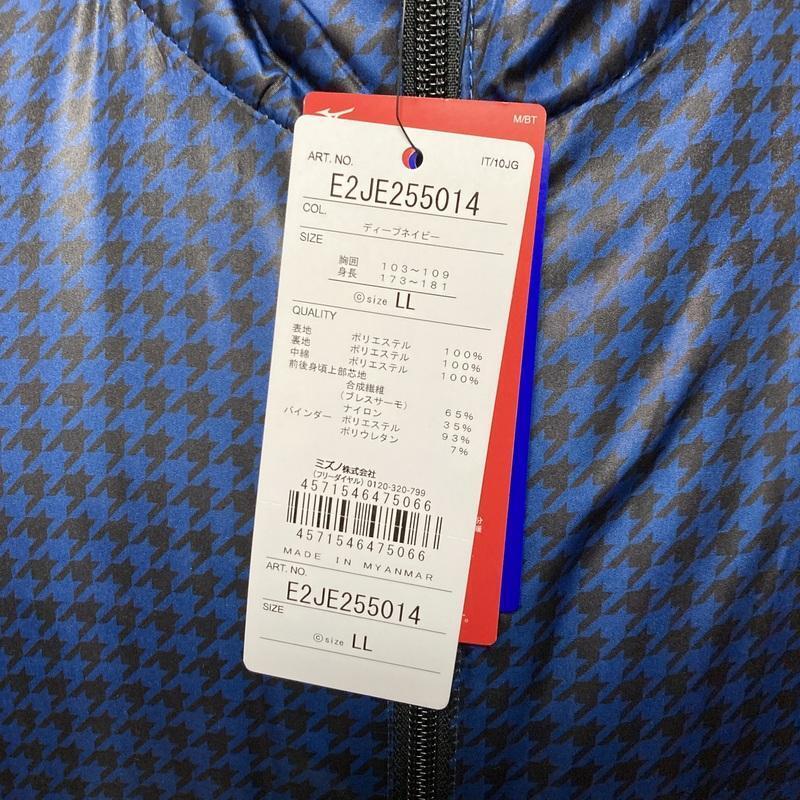 M/BT
ART. NO. IT/10JG
E2JE255014
COL.
ディープネイビー
SIZE
胸囲 103〜109
身長 173〜181
©size LL
QUALITY
表地 ポリエステル 100%
裏地 ポリエステル 100%
中綿 ポリエステル 100%
前後身頃上部芯地
合成繊維
(ブレスサーモ) 65%
ナイロン 35%
バインダー ポリエステル 93%
ポリウレタン 7%
ミズノ株式会社
(フリーダイヤル) 0120-320-799
4571546475066
4571546475066
MADE IN MYANMAR
ART. NO.
E2JE255014
SIZE
©size LL